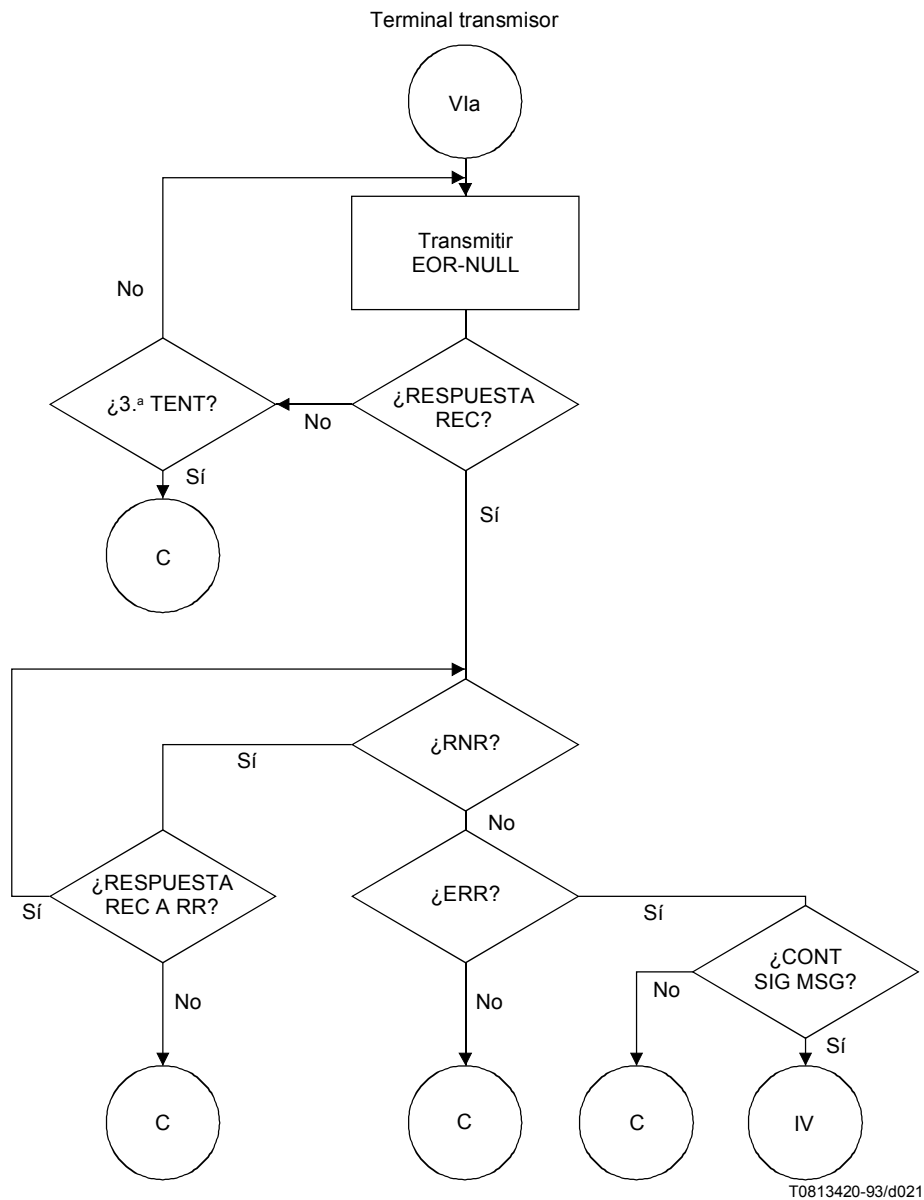 Terminal transmisor
VIa
Transmitir
EOR-NULL
No
¿3.ª TENT?
No
¿RESPUESTA
REC?
Sí
C
Sí
¿RNR?
Sí
No
¿RESPUESTA
REC A RR?
Sí
¿ERR?
Sí
¿CONT
SIG MSG?
No
No
No
Sí
C
C
C
IV
T0813420-93/d021